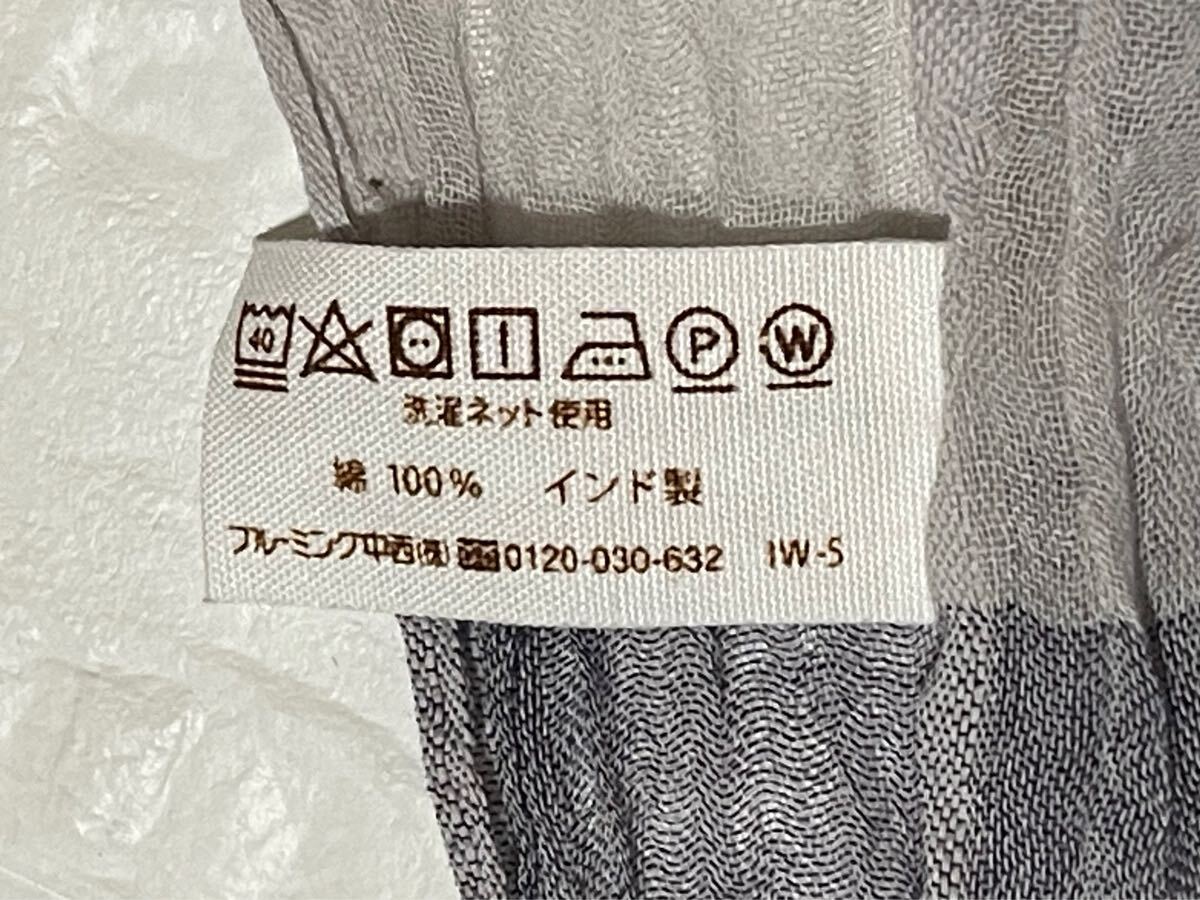 40 P W
洗濯ネット使用
綿 100% インド製
ブルーミング中西(株) 0120-030-632 IW-S